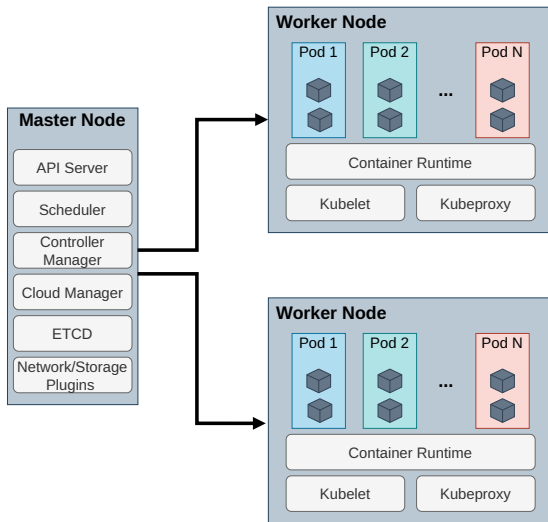 Master Node
API Server
Scheduler
Controller
Manager
Cloud Manager
ETCD
Network/Storage
Plugins
Worker Node
Pod 1
Pod 2
...
Pod N
Container Runtime
Kubelet
Kubeproxy
Worker Node
Pod 1
Pod 2
...
Pod N
Container Runtime
Kubelet
Kubeproxy